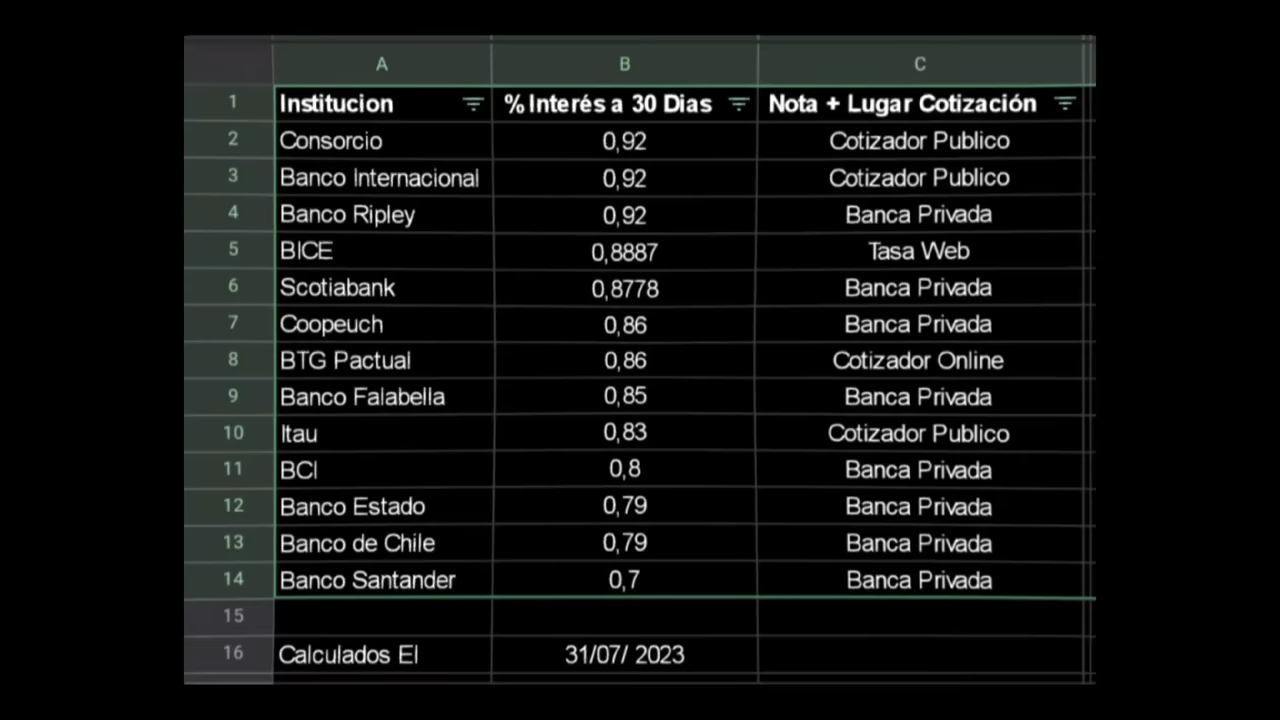 A B C
1 Institucion % Interés a 30 Dias Nota + Lugar Cotización
2 Consorcio 0,92 Cotizador Publico
3 Banco Internacional 0,92 Cotizador Publico
4 Banco Ripley 0,92 Banca Privada
5 BICE 0,8887 Tasa Web
6 Scotiabank 0,8778 Banca Privada
7 Coopeuch 0,86 Banca Privada
8 BTG Pactual 0,86 Cotizador Online
9 Banco Falabella 0,85 Banca Privada
10 Itau 0,83 Cotizador Publico
11 BCI 0,8 Banca Privada
12 Banco Estado 0,79 Banca Privada
13 Banco de Chile 0,79 Banca Privada
14 Banco Santander 0,7 Banca Privada
15
16 Calculados El 31/07/ 2023